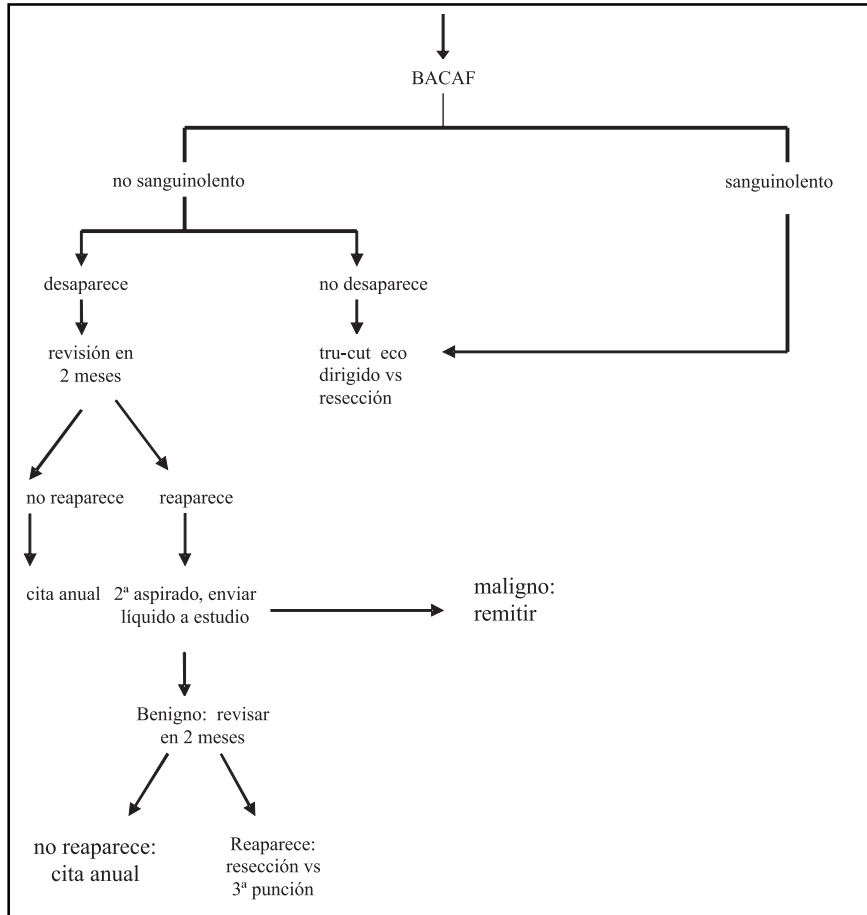 BACAF
no sanguinolento
sanguinolento
desaparece
no desaparece
revisión en
2 meses
tru-cut eco
dirigido vs
resección
no reaparece
reaparece
cita anual
2ª aspirado, enviar
líquido a estudio
maligno:
remitir
Benigno: revisar
en 2 meses
no reaparece:
cita anual
Reaparece:
resección vs
3ª punción